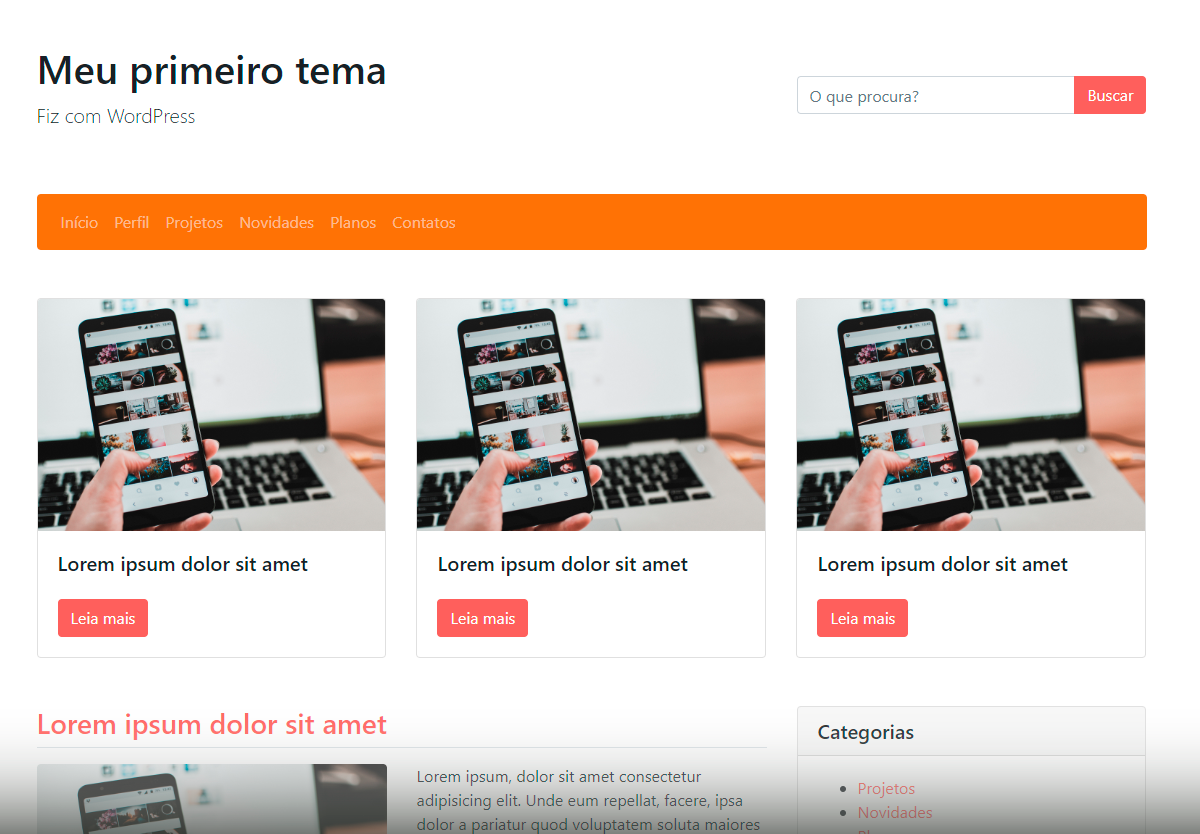 Meu primeiro tema
Fiz com WordPress
O que procura?
Buscar
Início Perfil Projetos Novidades Planos Contatos
Lorem ipsum dolor sit amet
Leia mais
Lorem ipsum dolor sit amet
Leia mais
Lorem ipsum dolor sit amet
Leia mais
Lorem ipsum dolor sit amet
Lorem ipsum, dolor sit amet consectetur
adipisicing elit. Unde eum repellat, facere, ipsa
dolor a pariatur quod voluptatem soluta maiores
Categorias
Projetos
Novidades